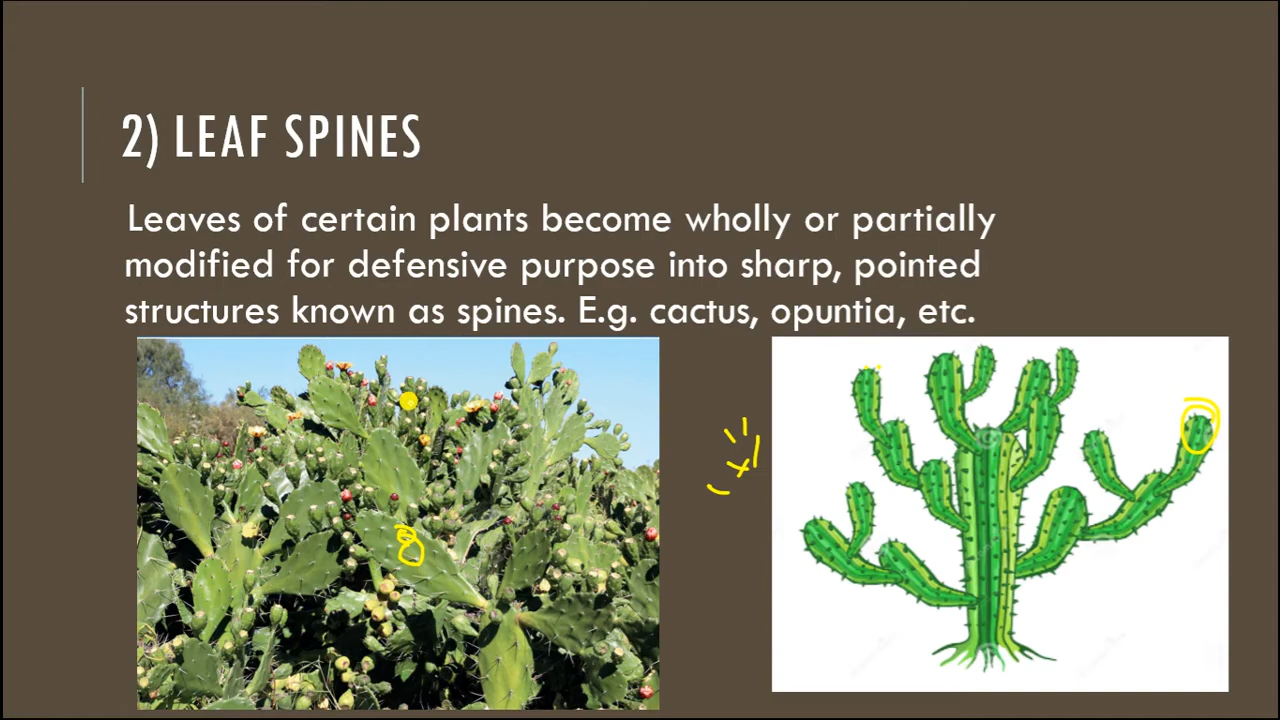 2) LEAF SPINES
Leaves of certain plants become wholly or partially
modified for defensive purpose into sharp, pointed
structures known as spines. E.g. cactus, opuntia, etc.